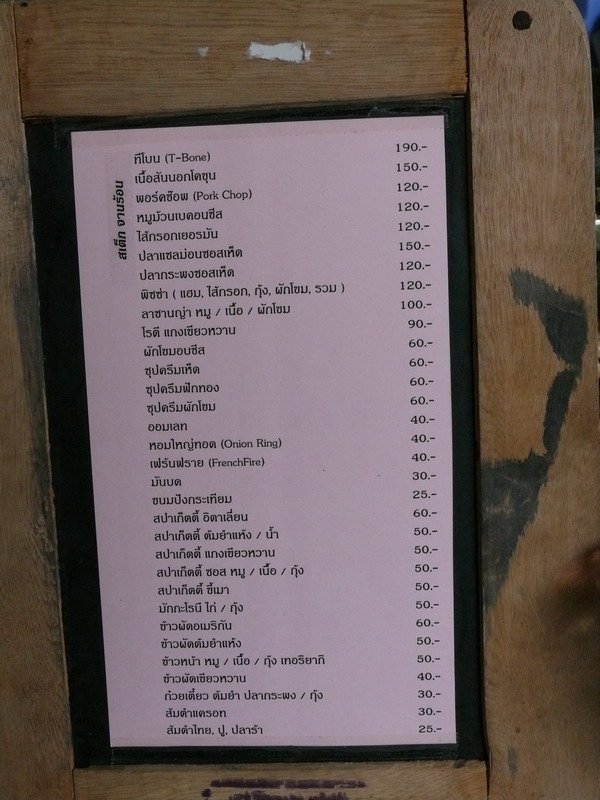 สเต็ก จานร้อน
ทีโบน (T-Bone) 190.-
เนื้อสันนอกโคขุน 150.-
พอร์คช็อพ (Pork Chop) 120.-
หมูม้วนเบคอนชีส 120.-
ไส้กรอกเยอรมัน 120.-
ปลาแซลม่อนซอสเห็ด 150.-
ปลากระพงซอสเห็ด 120.-
พิซซ่า ( แฮม, ไส้กรอก, กุ้ง, ผักโขม, รวม ) 120.-
ลาซานญ่า หมู / เนื้อ / ผักโขม 100.-
โรตี แกงเขียวหวาน 90.-
ผักโขมอบชีส 60.-
ซุปครีมเห็ด 60.-
ซุปครีมฟักทอง 60.-
ซุปครีมผักโขม 60.-
ออมเลท 40.-
หอมใหญ่ทอด (Onion Ring) 40.-
เฟร้นฟราย (FrenchFire) 40.-
มันบด 30.-
ขนมปังกระเทียม 25.-
สปาเก็ตตี้ อิตาเลี่ยน 60.-
สปาเก็ตตี้ ต้มยำแห้ง / น้ำ 50.-
สปาเก็ตตี้ แกงเขียวหวาน 50.-
สปาเก็ตตี้ ซอส หมู / เนื้อ / กุ้ง 50.-
สปาเก็ตตี้ ขี้เมา 50.-
มักกะโรนี ไก่ / กุ้ง 50.-
ข้าวผัดอเมริกัน 60.-
ข้าวผัดต้มยำแห้ง 50.-
ข้าวหน้า หมู / เนื้อ / กุ้ง เทอริยากิ 50.-
ข้าวผัดเขียวหวาน 40.-
ก๋วยเตี๋ยว ต้มยำ ปลากระพง / กุ้ง 30.-
ส้มตำแครอท 30.-
ส้มตำไทย, ปู, ปลาร้า 25.-